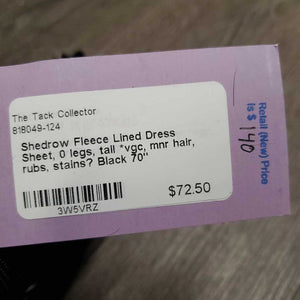 The Tack Collector
818049-124
Shedrow Fleece Lined Dress
Sheet, 0 legs, tall *vgc, mnr hair,
rubs, stains? Black 70"
$72.50
3W5VRZ
Retail (New) Price
is $ 140